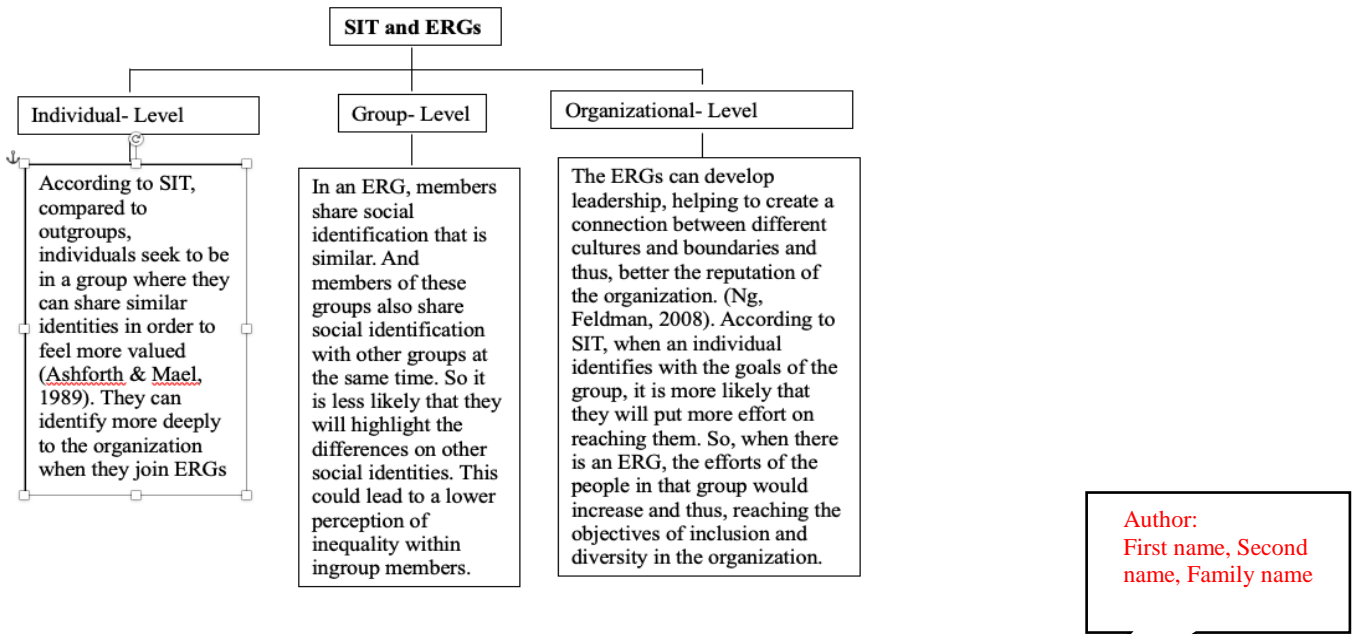 SIT and ERGs
Individual- Level
Group- Level
Organizational- Level
According to SIT,
compared to
outgroups,
individuals seek to be
in a group where they
can share similar
identities in order to
feel more valued
(Ashforth & Mael,
1989). They can
identify more deeply
to the organization
when they join ERGs
In an ERG, members
share social
identification that is
similar. And
members of these
groups also share
social identification
with other groups at
the same time. So it
is less likely that they
will highlight the
differences on other
social identities. This
could lead to a lower
perception of
inequality within
ingroup members.
The ERGs can develop
leadership, helping to create a
connection between different
cultures and boundaries and
thus, better the reputation of
the organization. (Ng,
Feldman, 2008). According to
SIT, when an individual
identifies with the goals of the
group, it is more likely that
they will put more effort on
reaching them. So, when there
is an ERG, the efforts of the
people in that group would
increase and thus, reaching the
objectives of inclusion and
diversity in the organization.
Author:
First name, Second
name, Family name